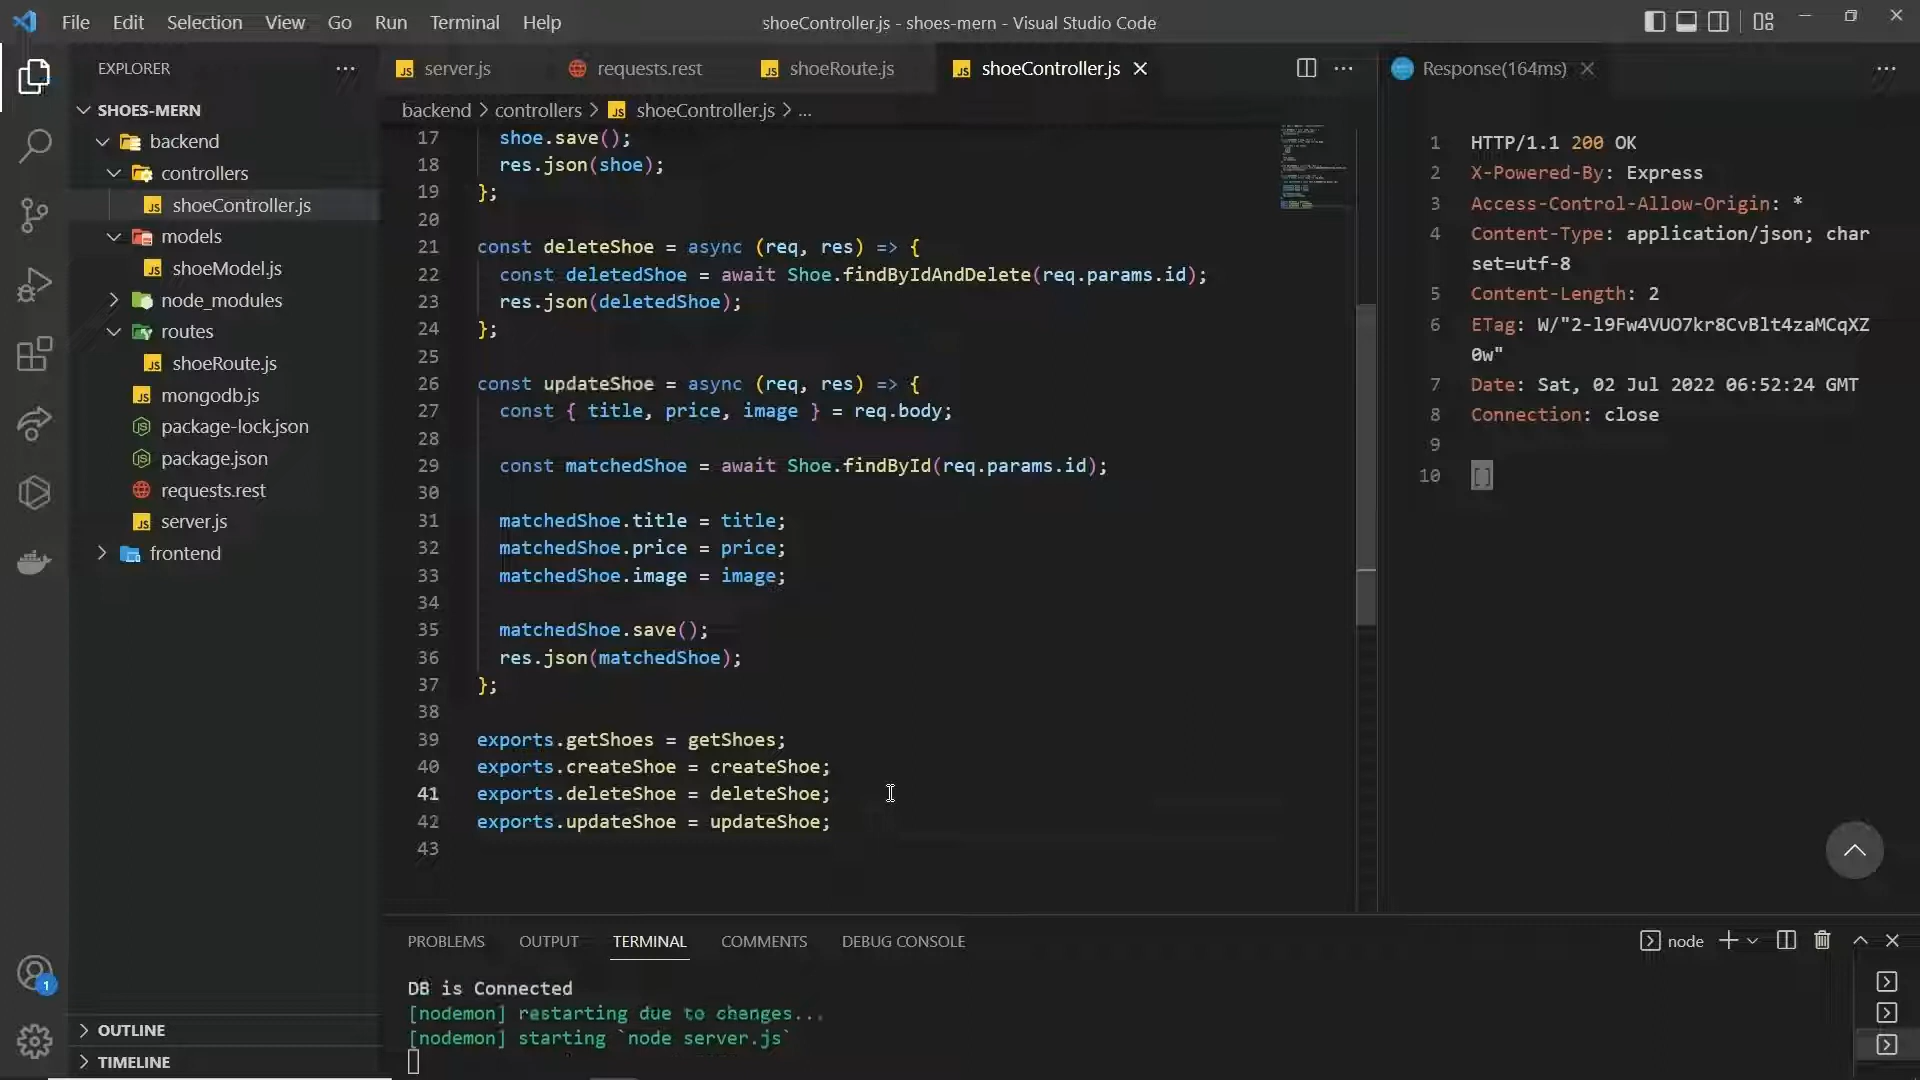 File Edit Selection View Go Run Terminal Help
shoeController.js - shoes-mern - Visual Studio Code
EXPLORER
SHOES-MERN
backend
controllers
shoeController.js
models
shoeModel.js
node_modules
routes
shoeRoute.js
mongodb.js
package-lock.json
package.json
requests.rest
server.js
frontend
OUTLINE
TIMELINE
1
server.js requests.rest shoeRoute.js shoeController.js
backend > controllers > shoeController.js > ...
17 shoe.save();
18 res.json(shoe);
19 };
20
21 const deleteShoe = async (req, res) => {
22 const deletedShoe = await Shoe.findByIdAndDelete(req.params.id);
23 res.json(deletedShoe);
24 };
25
26 const updateShoe = async (req, res) => {
27 const { title, price, image } = req.body;
28
29 const matchedShoe = await Shoe.findById(req.params.id);
30
31 matchedShoe.title = title;
32 matchedShoe.price = price;
33 matchedShoe.image = image;
34
35 matchedShoe.save();
36 res.json(matchedShoe);
37 };
38
39 exports.getShoes = getShoes;
40 exports.createShoe = createShoe;
41 exports.deleteShoe = deleteShoe;
42 exports.updateShoe = updateShoe;
43
Response(164ms)
1 HTTP/1.1 200 OK
2 X-Powered-By: Express
3 Access-Control-Allow-Origin: *
4 Content-Type: application/json; char
set=utf-8
5 Content-Length: 2
6 ETag: W/"2-l9Fw4VUO7kr8CvBlt4zaMCqXZ
0w"
7 Date: Sat, 02 Jul 2022 06:52:24 GMT
8 Connection: close
9
10 []
PROBLEMS OUTPUT TERMINAL COMMENTS DEBUG CONSOLE
node
DB is Connected
[nodemon] restarting due to changes...
[nodemon] starting `node server.js`